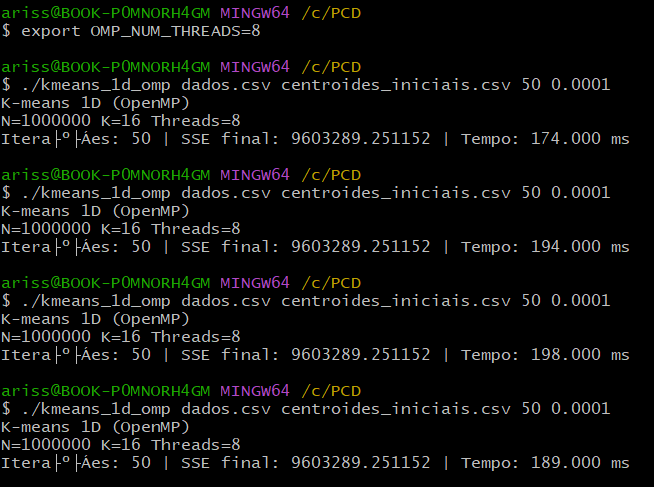 ariss@BOOK-P0MNORH4GM MINGW64 /c/PCD
$ export OMP_NUM_THREADS=8
ariss@BOOK-P0MNORH4GM MINGW64 /c/PCD
$ ./kmeans_1d_omp dados.csv centroides_iniciais.csv 50 0.0001
K-means 1D (OpenMP)
N=1000000 K=16 Threads=8
Itera├º├Áes: 50 | SSE final: 9603289.251152 | Tempo: 174.000 ms
ariss@BOOK-P0MNORH4GM MINGW64 /c/PCD
$ ./kmeans_1d_omp dados.csv centroides_iniciais.csv 50 0.0001
K-means 1D (OpenMP)
N=1000000 K=16 Threads=8
Itera├º├Áes: 50 | SSE final: 9603289.251152 | Tempo: 194.000 ms
ariss@BOOK-P0MNORH4GM MINGW64 /c/PCD
$ ./kmeans_1d_omp dados.csv centroides_iniciais.csv 50 0.0001
K-means 1D (OpenMP)
N=1000000 K=16 Threads=8
Itera├º├Áes: 50 | SSE final: 9603289.251152 | Tempo: 198.000 ms
ariss@BOOK-P0MNORH4GM MINGW64 /c/PCD
$ ./kmeans_1d_omp dados.csv centroides_iniciais.csv 50 0.0001
K-means 1D (OpenMP)
N=1000000 K=16 Threads=8
Itera├º├Áes: 50 | SSE final: 9603289.251152 | Tempo: 189.000 ms